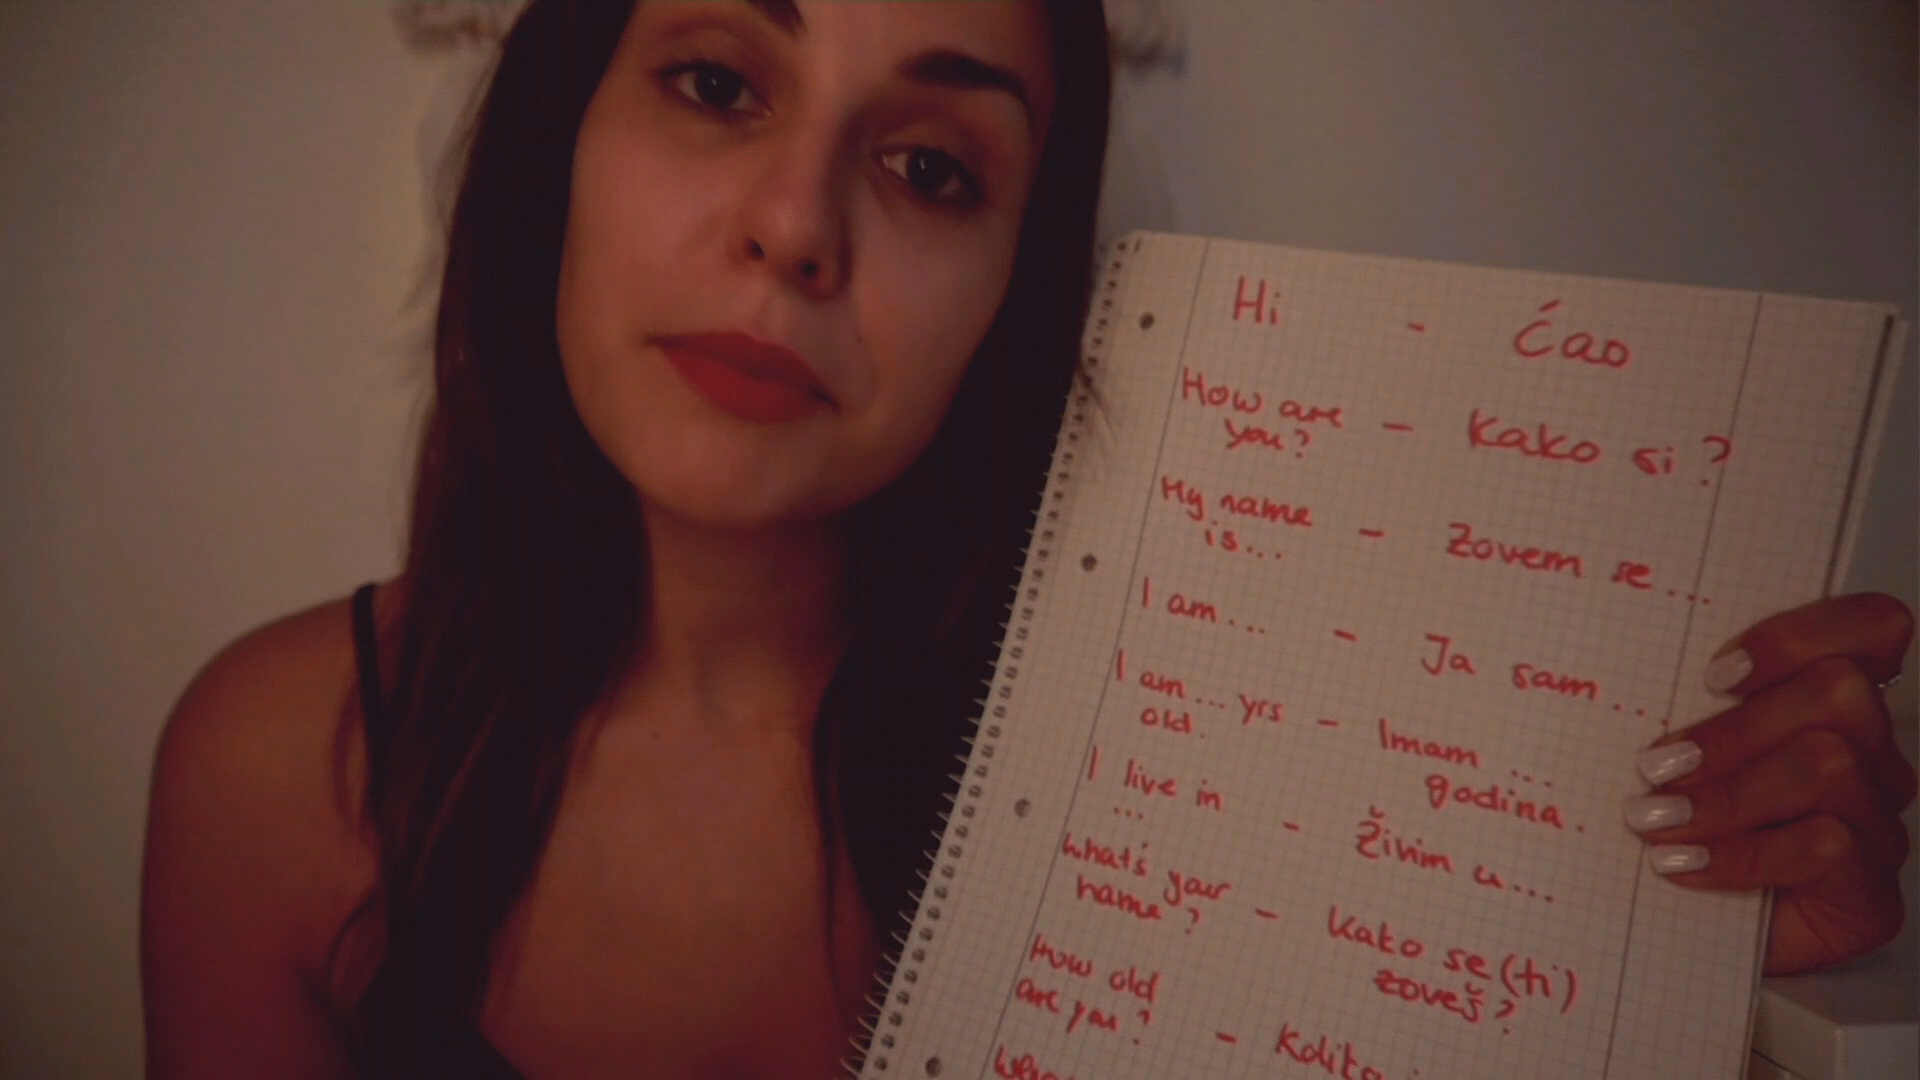 Hi - Ćao
How are - Kako si?
you?
My name - Zovem se...
is...
I am... - Ja sam...
I am... yrs - Imam ...
old. godina.
I live in - Živim u...
...
What's your - Kako se (ti)
name? zoveš?
How old
are you? -